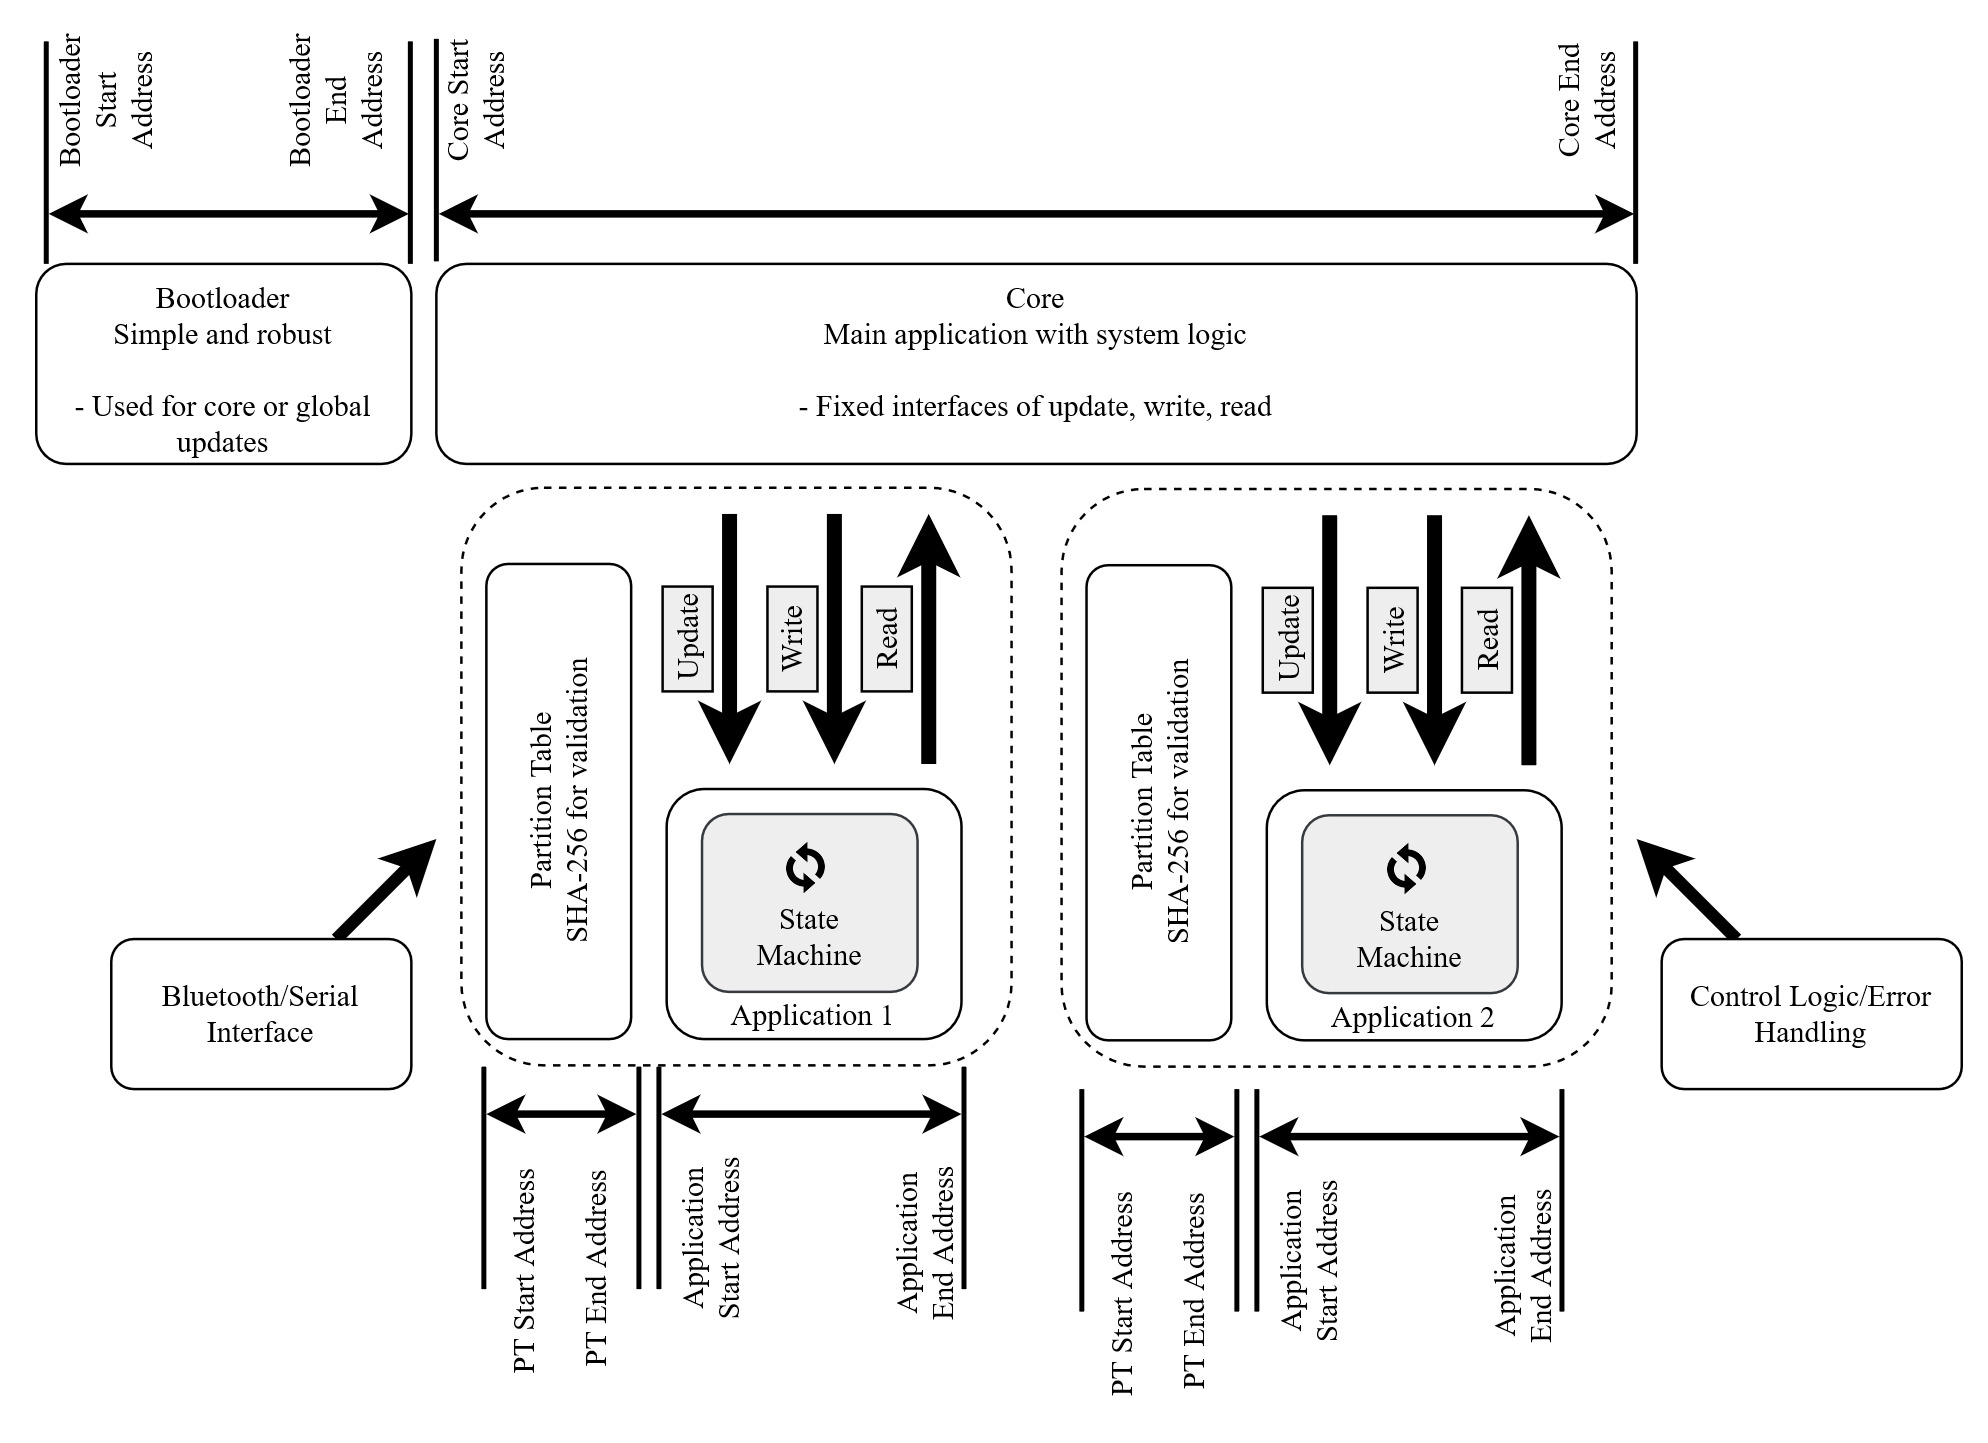 Bootloader
Start
Address
Bootloader
End
Address
Core Start
Address
Core End
Address
Bootloader
Simple and robust
- Used for core or global
updates
Core
Main application with system logic
- Fixed interfaces of update, write, read
Partition Table
SHA-256 for validation
Update
Write
Read
State
Machine
Application 1
Partition Table
SHA-256 for validation
Update
Write
Read
State
Machine
Application 2
Bluetooth/Serial
Interface
Control Logic/Error
Handling
PT Start Address
PT End Address
Application
Start Address
Application
End Address
PT Start Address
PT End Address
Application
Start Address
Application
End Address